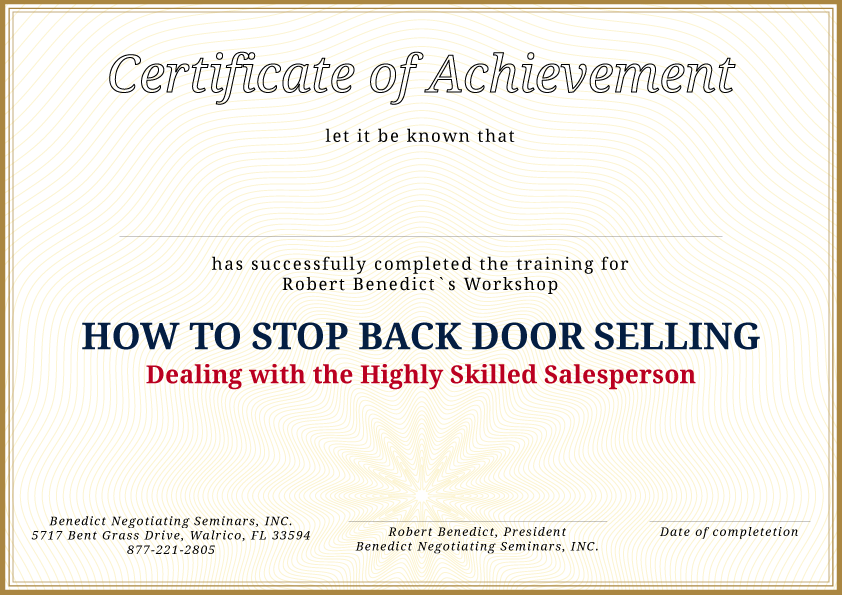 Certificate of Achievement
let it be known that
has successfully completed the training for
Robert Benedict`s Workshop
HOW TO STOP BACK DOOR SELLING
Dealing with the Highly Skilled Salesperson
Benedict Negotiating Seminars, INC.
5717 Bent Grass Drive, Walrico, FL 33594
877-221-2805
Robert Benedict, President
Benedict Negotiating Seminars, INC.
Date of completetion